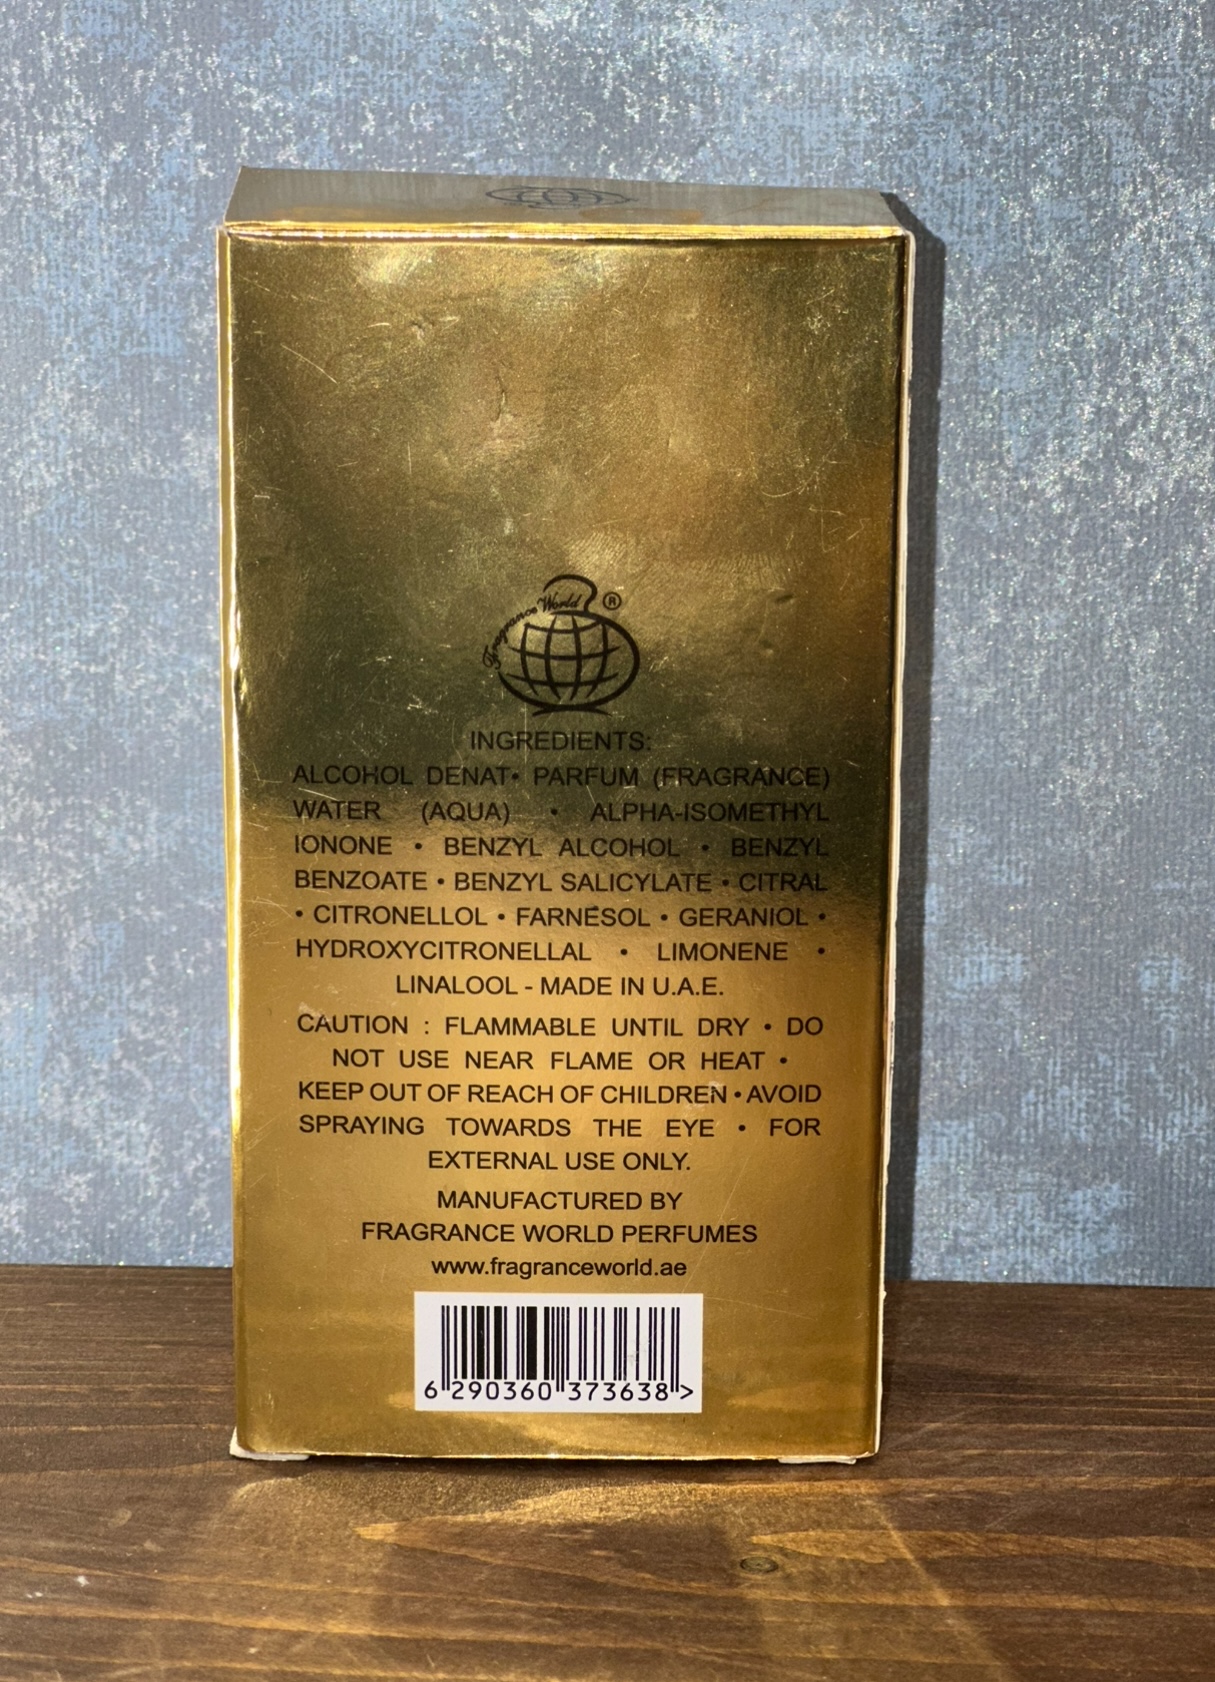 Fragrance World ®
INGREDIENTS:
ALCOHOL DENAT• PARFUM (FRAGRANCE)
WATER (AQUA) • ALPHA-ISOMETHYL
IONONE • BENZYL ALCOHOL • BENZYL
BENZOATE • BENZYL SALICYLATE • CITRAL
• CITRONELLOL • FARNESOL • GERANIOL •
HYDROXYCITRONELLAL • LIMONENE •
LINALOOL - MADE IN U.A.E.
CAUTION : FLAMMABLE UNTIL DRY • DO
NOT USE NEAR FLAME OR HEAT •
KEEP OUT OF REACH OF CHILDREN • AVOID
SPRAYING TOWARDS THE EYE • FOR
EXTERNAL USE ONLY.
MANUFACTURED BY
FRAGRANCE WORLD PERFUMES
www.fragranceworld.ae
6 290360 373638 >